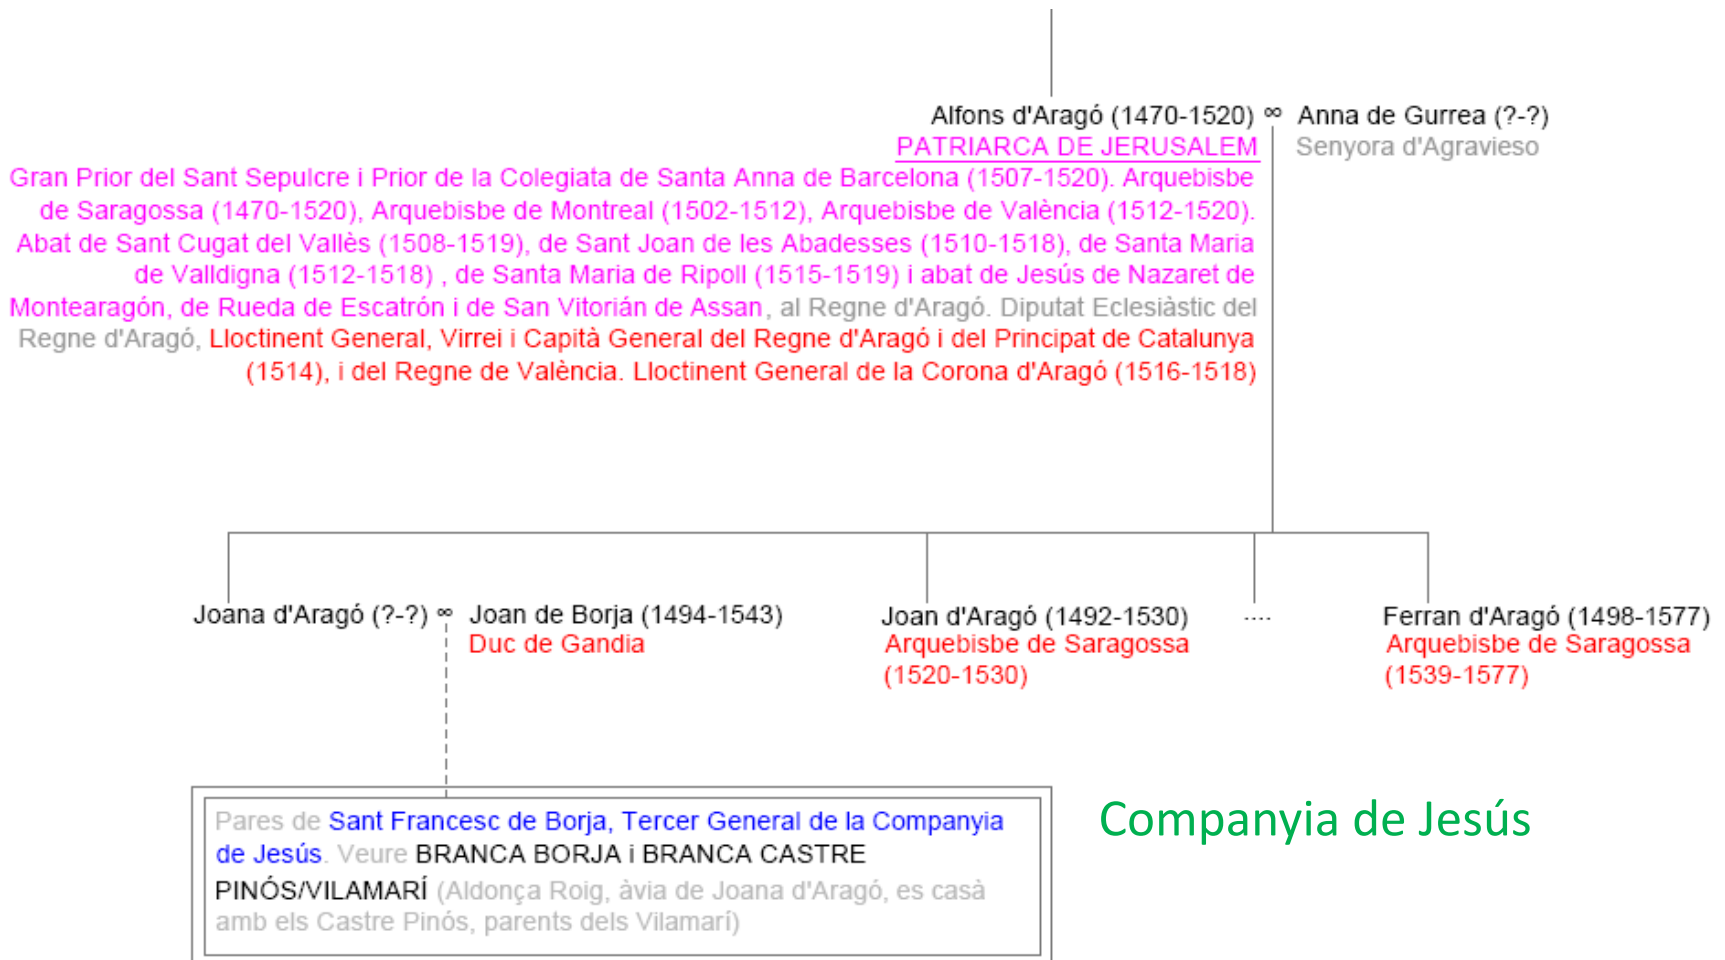 Alfons d'Aragó (1470-1520) ∞ Anna de Gurrea (?-?)
PATRIARCA DE JERUSALEM
Senyora d'Agravieso
Gran Prior del Sant Sepulcre i Prior de la Colegiata de Santa Anna de Barcelona (1507-1520). Arquebisbe
de Saragossa (1470-1520), Arquebisbe de Montreal (1502-1512), Arquebisbe de València (1512-1520).
Abat de Sant Cugat del Vallès (1508-1519), de Sant Joan de les Abadesses (1510-1518), de Santa Maria
de Valldigna (1512-1518) , de Santa Maria de Ripoll (1515-1519) i abat de Jesús de Nazaret de
Montearagón, de Rueda de Escatrón i de San Vitorián de Assan, al Regne d'Aragó. Diputat Eclesiàstic del
Regne d'Aragó, Lloctinent General, Virrei i Capità General del Regne d'Aragó i del Principat de Catalunya
(1514), i del Regne de València. Lloctinent General de la Corona d'Aragó (1516-1518)
Joana d'Aragó (?-?) ∞ Joan de Borja (1494-1543)
Duc de Gandia
Joan d'Aragó (1492-1530)
Arquebisbe de Saragossa
(1520-1530)
....
Ferran d'Aragó (1498-1577)
Arquebisbe de Saragossa
(1539-1577)
Pares de Sant Francesc de Borja, Tercer General de la Companyia
de Jesús. Veure BRANCA BORJA i BRANCA CASTRE
PINÓS/VILAMARÍ (Aldonça Roig, àvia de Joana d'Aragó, es casà
amb els Castre Pinós, parents dels Vilamarí)
Companyia de Jesús